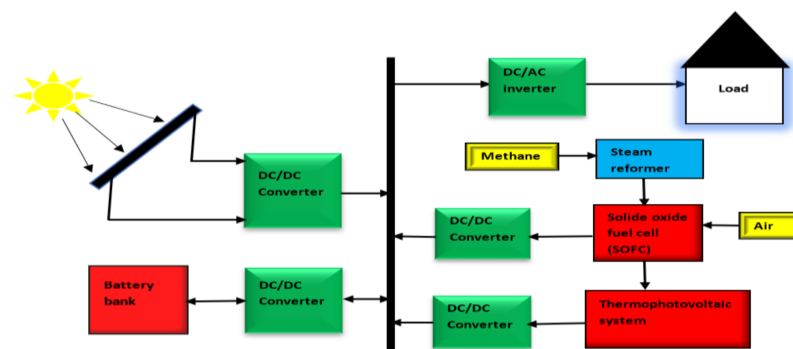 DC/AC
inverter
Load
Methane
Steam
reformer
DC/DC
Converter
DC/DC
Converter
Solide oxide
fuel cell
(SOFC)
Air
Battery
bank
DC/DC
Converter
DC/DC
Converter
Thermophotovoltaic
system